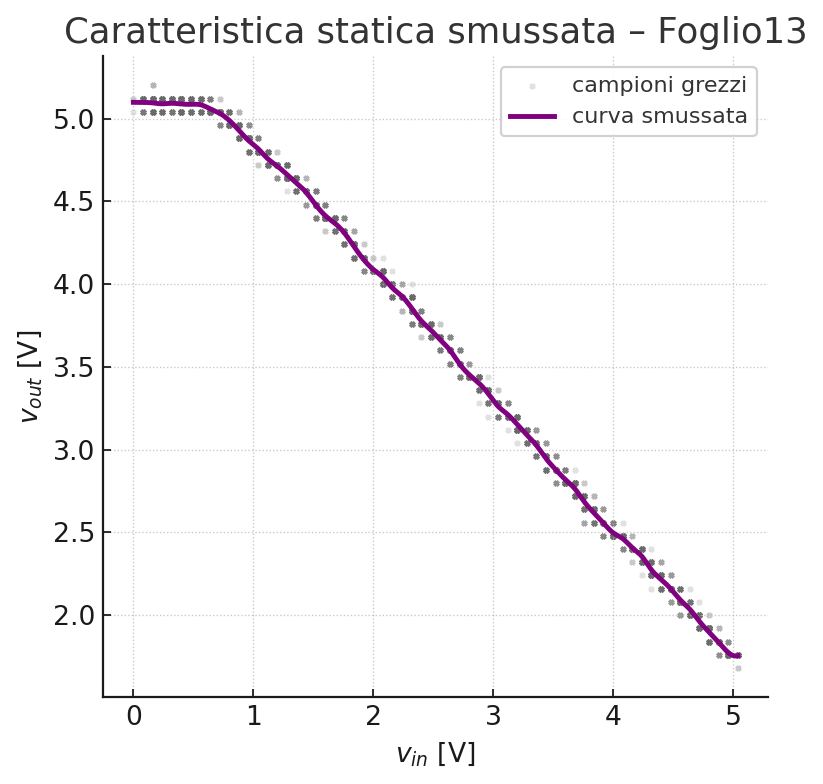 Caratteristica statica smussata – Foglio13
campioni grezzi
curva smussata
5.0
4.5
4.0
3.5
3.0
2.5
2.0
v_out [V]
0 1 2 3 4 5
v_in [V]